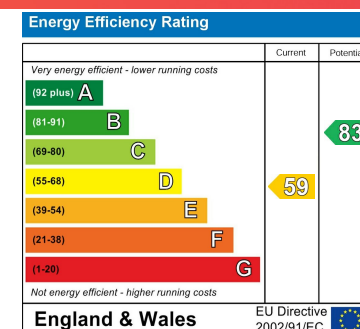 Energy Efficiency Rating
Current
Very energy efficient - lower running costs
(92 plus) A
(81-91) B
83
(69-80) C
(55-68) D
59
(39-54) E
(21-38) F
(1-20) G
Not energy efficient - higher running costs
England & Wales
EU Directive
2002/91/EC